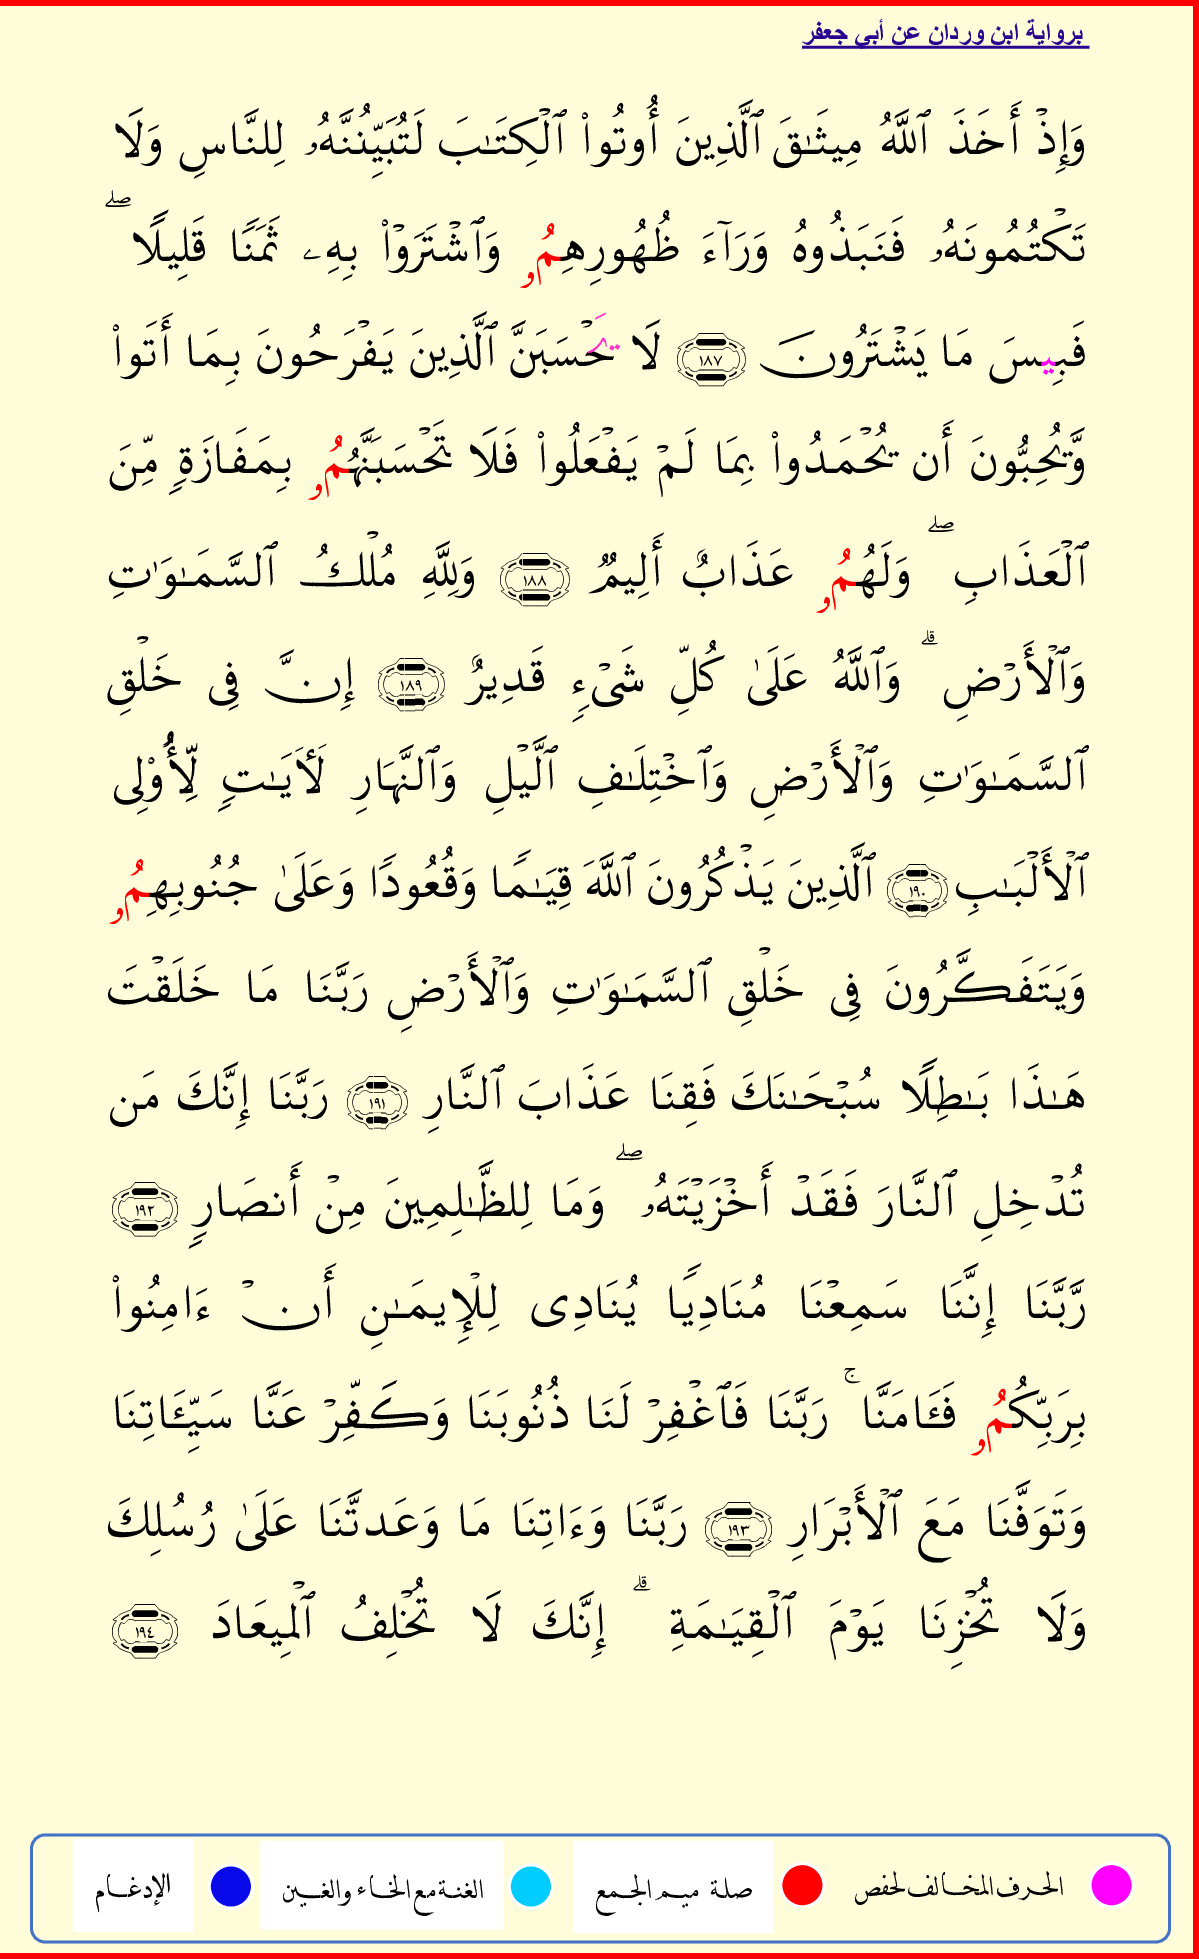 برواية ابن وردان عن أبي جعفر
وَإِذۡ أَخَذَ ٱللَّهُ مِيثَٰقَ ٱلَّذِينَ أُوتُواْ ٱلۡكِتَٰبَ لَتُبَيِّنُنَّهُۥ لِلنَّاسِ وَلَا
تَكۡتُمُونَهُۥ فَنَبَذُوهُ وَرَآءَ ظُهُورِهِمُۥ وَٱشۡتَرَوۡاْ بِهِۦ ثَمَنٗا قَلِيلٗاۖ
فَبِيسَ مَا يَشۡتَرُونَ ١٨٧ لَا يَحۡسَبَنَّ ٱلَّذِينَ يَفۡرَحُونَ بِمَا أَتَواْ
وَّيُحِبُّونَ أَن يُحۡمَدُواْ بِمَا لَمۡ يَفۡعَلُواْ فَلَا تَحۡسَبَنَّهُمُۥ بِمَفَازَةٖ مِّنَ
ٱلۡعَذَابِۖ وَلَهُمُۥ عَذَابٌ أَلِيمٞ ١٨٨ وَلِلَّهِ مُلۡكُ ٱلسَّمَٰوَٰتِ
وَٱلۡأَرۡضِۗ وَٱللَّهُ عَلَىٰ كُلِّ شَيۡءٖ قَدِيرٌ ١٨٩ إِنَّ فِي خَلۡقِ
ٱلسَّمَٰوَٰتِ وَٱلۡأَرۡضِ وَٱخۡتِلَٰفِ ٱلَّيۡلِ وَٱلنَّهَارِ لَأٓيَٰتٖ لِّأُوْلِي
ٱلۡأَلۡبَٰبِ ١٩٠ ٱلَّذِينَ يَذۡكُرُونَ ٱللَّهَ قِيَٰمٗا وَقُعُودٗا وَعَلَىٰ جُنُوبِهِمُۥ
وَيَتَفَكَّرُونَ فِي خَلۡقِ ٱلسَّمَٰوَٰتِ وَٱلۡأَرۡضِ رَبَّنَا مَا خَلَقۡتَ
هَٰذَا بَٰطِلٗا سُبۡحَٰنَكَ فَقِنَا عَذَابَ ٱلنَّارِ ١٩١ رَبَّنَا إِنَّكَ مَن
تُدۡخِلِ ٱلنَّارَ فَقَدۡ أَخۡزَيۡتَهُۥۖ وَمَا لِلظَّٰلِمِينَ مِنۡ أَنصَارٖ ١٩٢
رَّبَّنَا إِنَّنَا سَمِعۡنَا مُنَادِيٗا يُنَادِي لِلۡإِيمَٰنِ أَنۡ ءَامِنُواْ
بِرَبِّكُمُۥ فَـَٔامَنَّاۚ رَبَّنَا فَٱغۡفِرۡ لَنَا ذُنُوبَنَا وَكَفِّرۡ عَنَّا سَيِّـَٔاتِنَا
وَتَوَفَّنَا مَعَ ٱلۡأَبۡرَارِ ١٩٣ رَبَّنَا وَءَاتِنَا مَا وَعَدتَّنَا عَلَىٰ رُسُلِكَ
وَلَا تُخۡزِنَا يَوۡمَ ٱلۡقِيَٰمَةِۗ إِنَّكَ لَا تُخۡلِفُ ٱلۡمِيعَادَ ١٩٤
الحرف المخالف لحفص صلة ميم الجمع الغنة مع الخاء والغين الإدغام